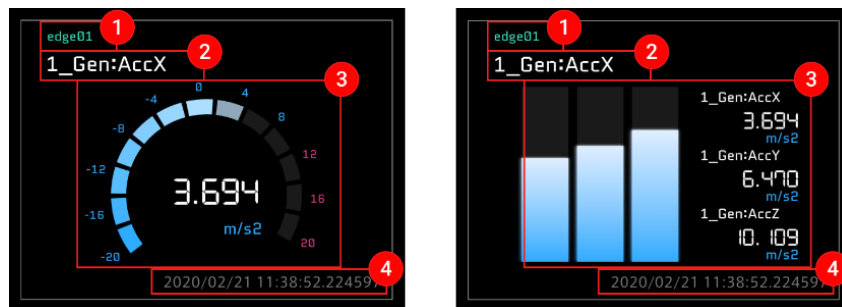 edge01
1
1_Gen:AccX
2
3
0
-4
4
-8
8
-12
12
-16
16
-20
20
3.694
m/s2
4
2020/02/21 11:38:52.224597
edge01
1
1_Gen:AccX
2
3
1_Gen:AccX
3.694
m/s2
1_Gen:AccY
6.470
m/s2
1_Gen:AccZ
10.109
m/s2
4
2020/02/21 11:38:52.224597